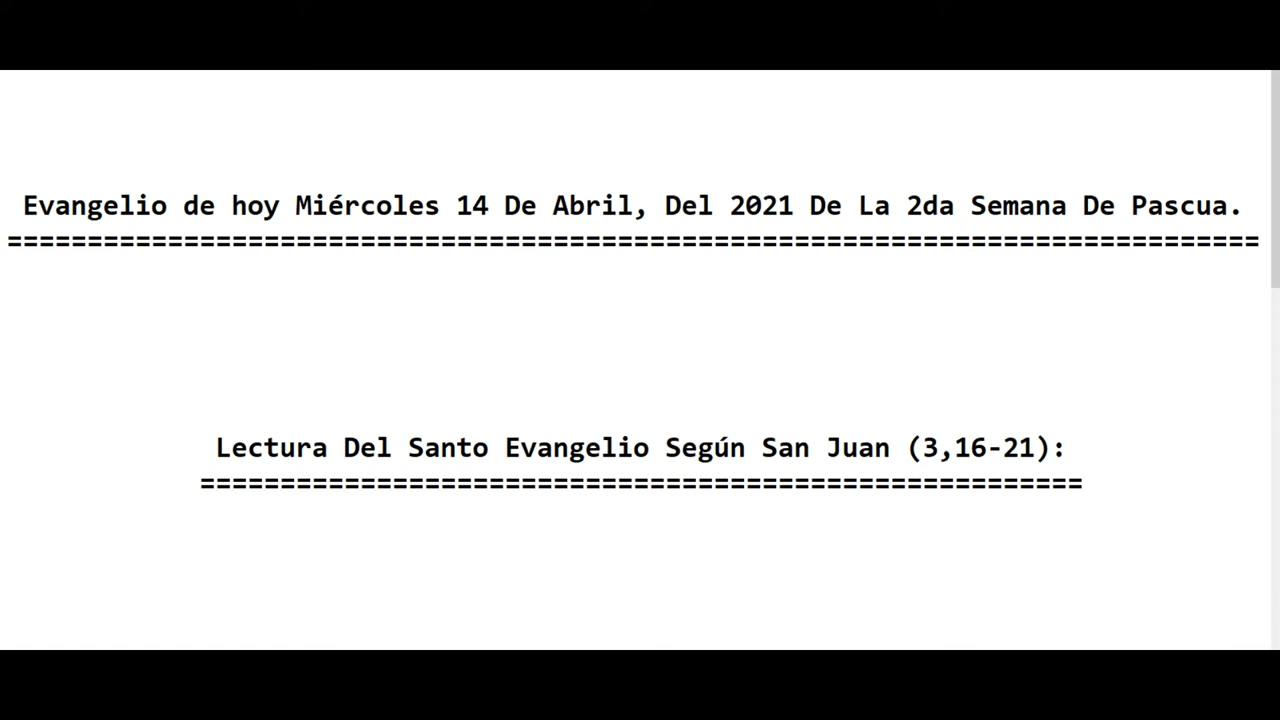 Evangelio de hoy Miércoles 14 De Abril, Del 2021 De La 2da Semana De Pascua.
==============================================================================
Lectura Del Santo Evangelio Según San Juan (3,16-21):
=======================================================